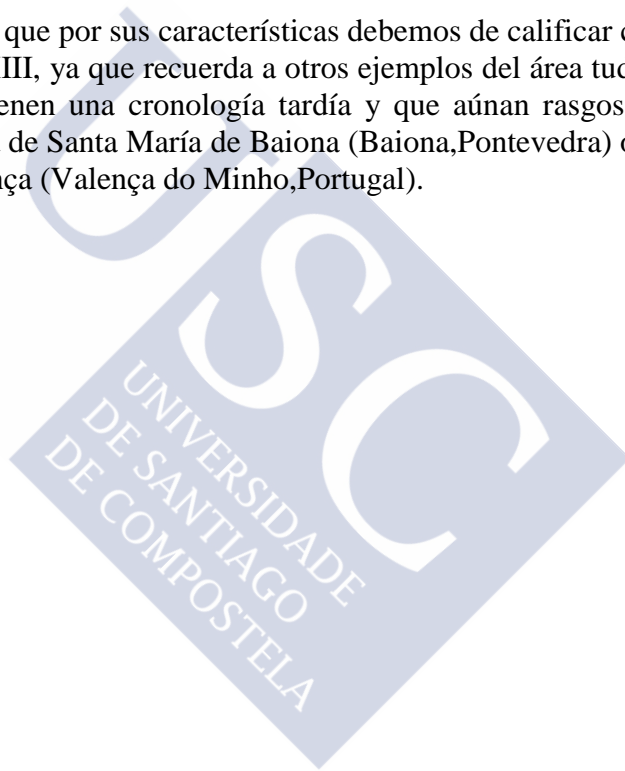 que por sus características debemos de calificar
III, ya que recuerda a otros ejemplos del área
enen una cronología tardía y que aúnan rasgos
de Santa María de Baiona (Baiona,Pontevedra)
nça (Valença do Minho,Portugal).
USC
UNIVERSIDADE
DE SANTIAGO
DE COMPOSTELA